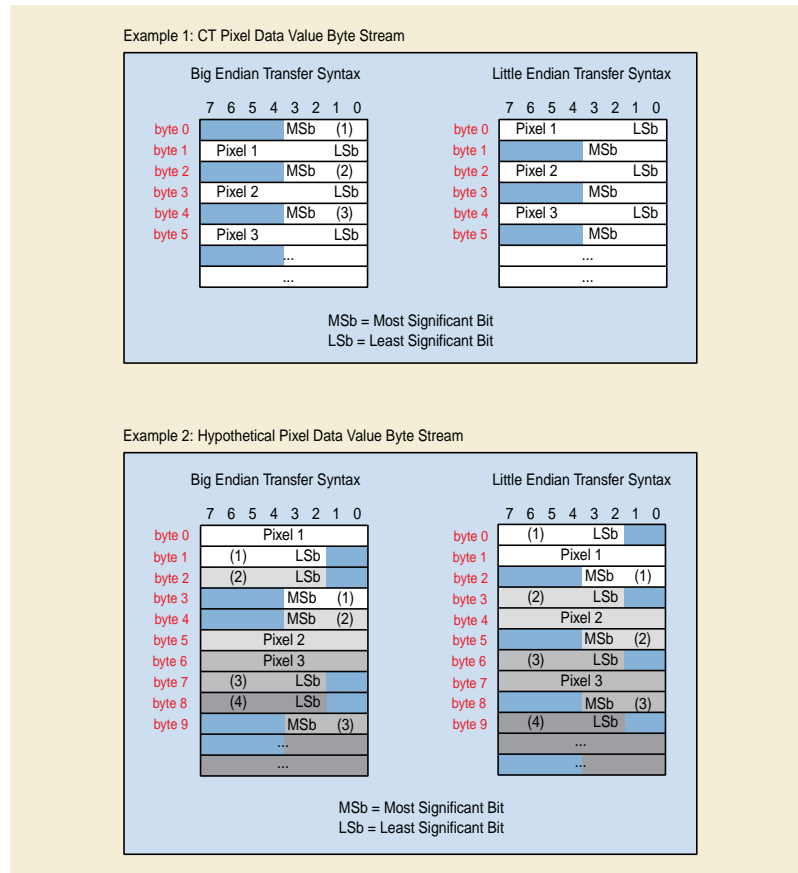 Example 1: CT Pixel Data Value Byte Stream
Big Endian Transfer Syntax
7 6 5 4 3 2 1 0
byte 0 MSb (1)
byte 1 Pixel 1 LSb
byte 2 MSb (2)
byte 3 Pixel 2 LSb
byte 4 MSb (3)
byte 5 Pixel 3 LSb
...
...
Little Endian Transfer Syntax
7 6 5 4 3 2 1 0
byte 0 Pixel 1 LSb
byte 1 MSb
byte 2 Pixel 2 LSb
byte 3 MSb
byte 4 Pixel 3 LSb
byte 5 MSb
...
...
MSb = Most Significant Bit
LSb = Least Significant Bit
Example 2: Hypothetical Pixel Data Value Byte Stream
Big Endian Transfer Syntax
7 6 5 4 3 2 1 0
byte 0 Pixel 1
byte 1 (1) LSb
byte 2 (2) LSb
byte 3 MSb (1)
byte 4 MSb (2)
byte 5 Pixel 2
byte 6 Pixel 3
byte 7 (3) LSb
byte 8 (4) LSb
byte 9 MSb (3)
...
...
Little Endian Transfer Syntax
7 6 5 4 3 2 1 0
byte 0 (1) LSb
byte 1 Pixel 1
byte 2 MSb (1)
byte 3 (2) LSb
byte 4 Pixel 2
byte 5 MSb (2)
byte 6 (3) LSb
byte 7 Pixel 3
byte 8 MSb (3)
byte 9 (4) LSb
...
...
MSb = Most Significant Bit
LSb = Least Significant Bit